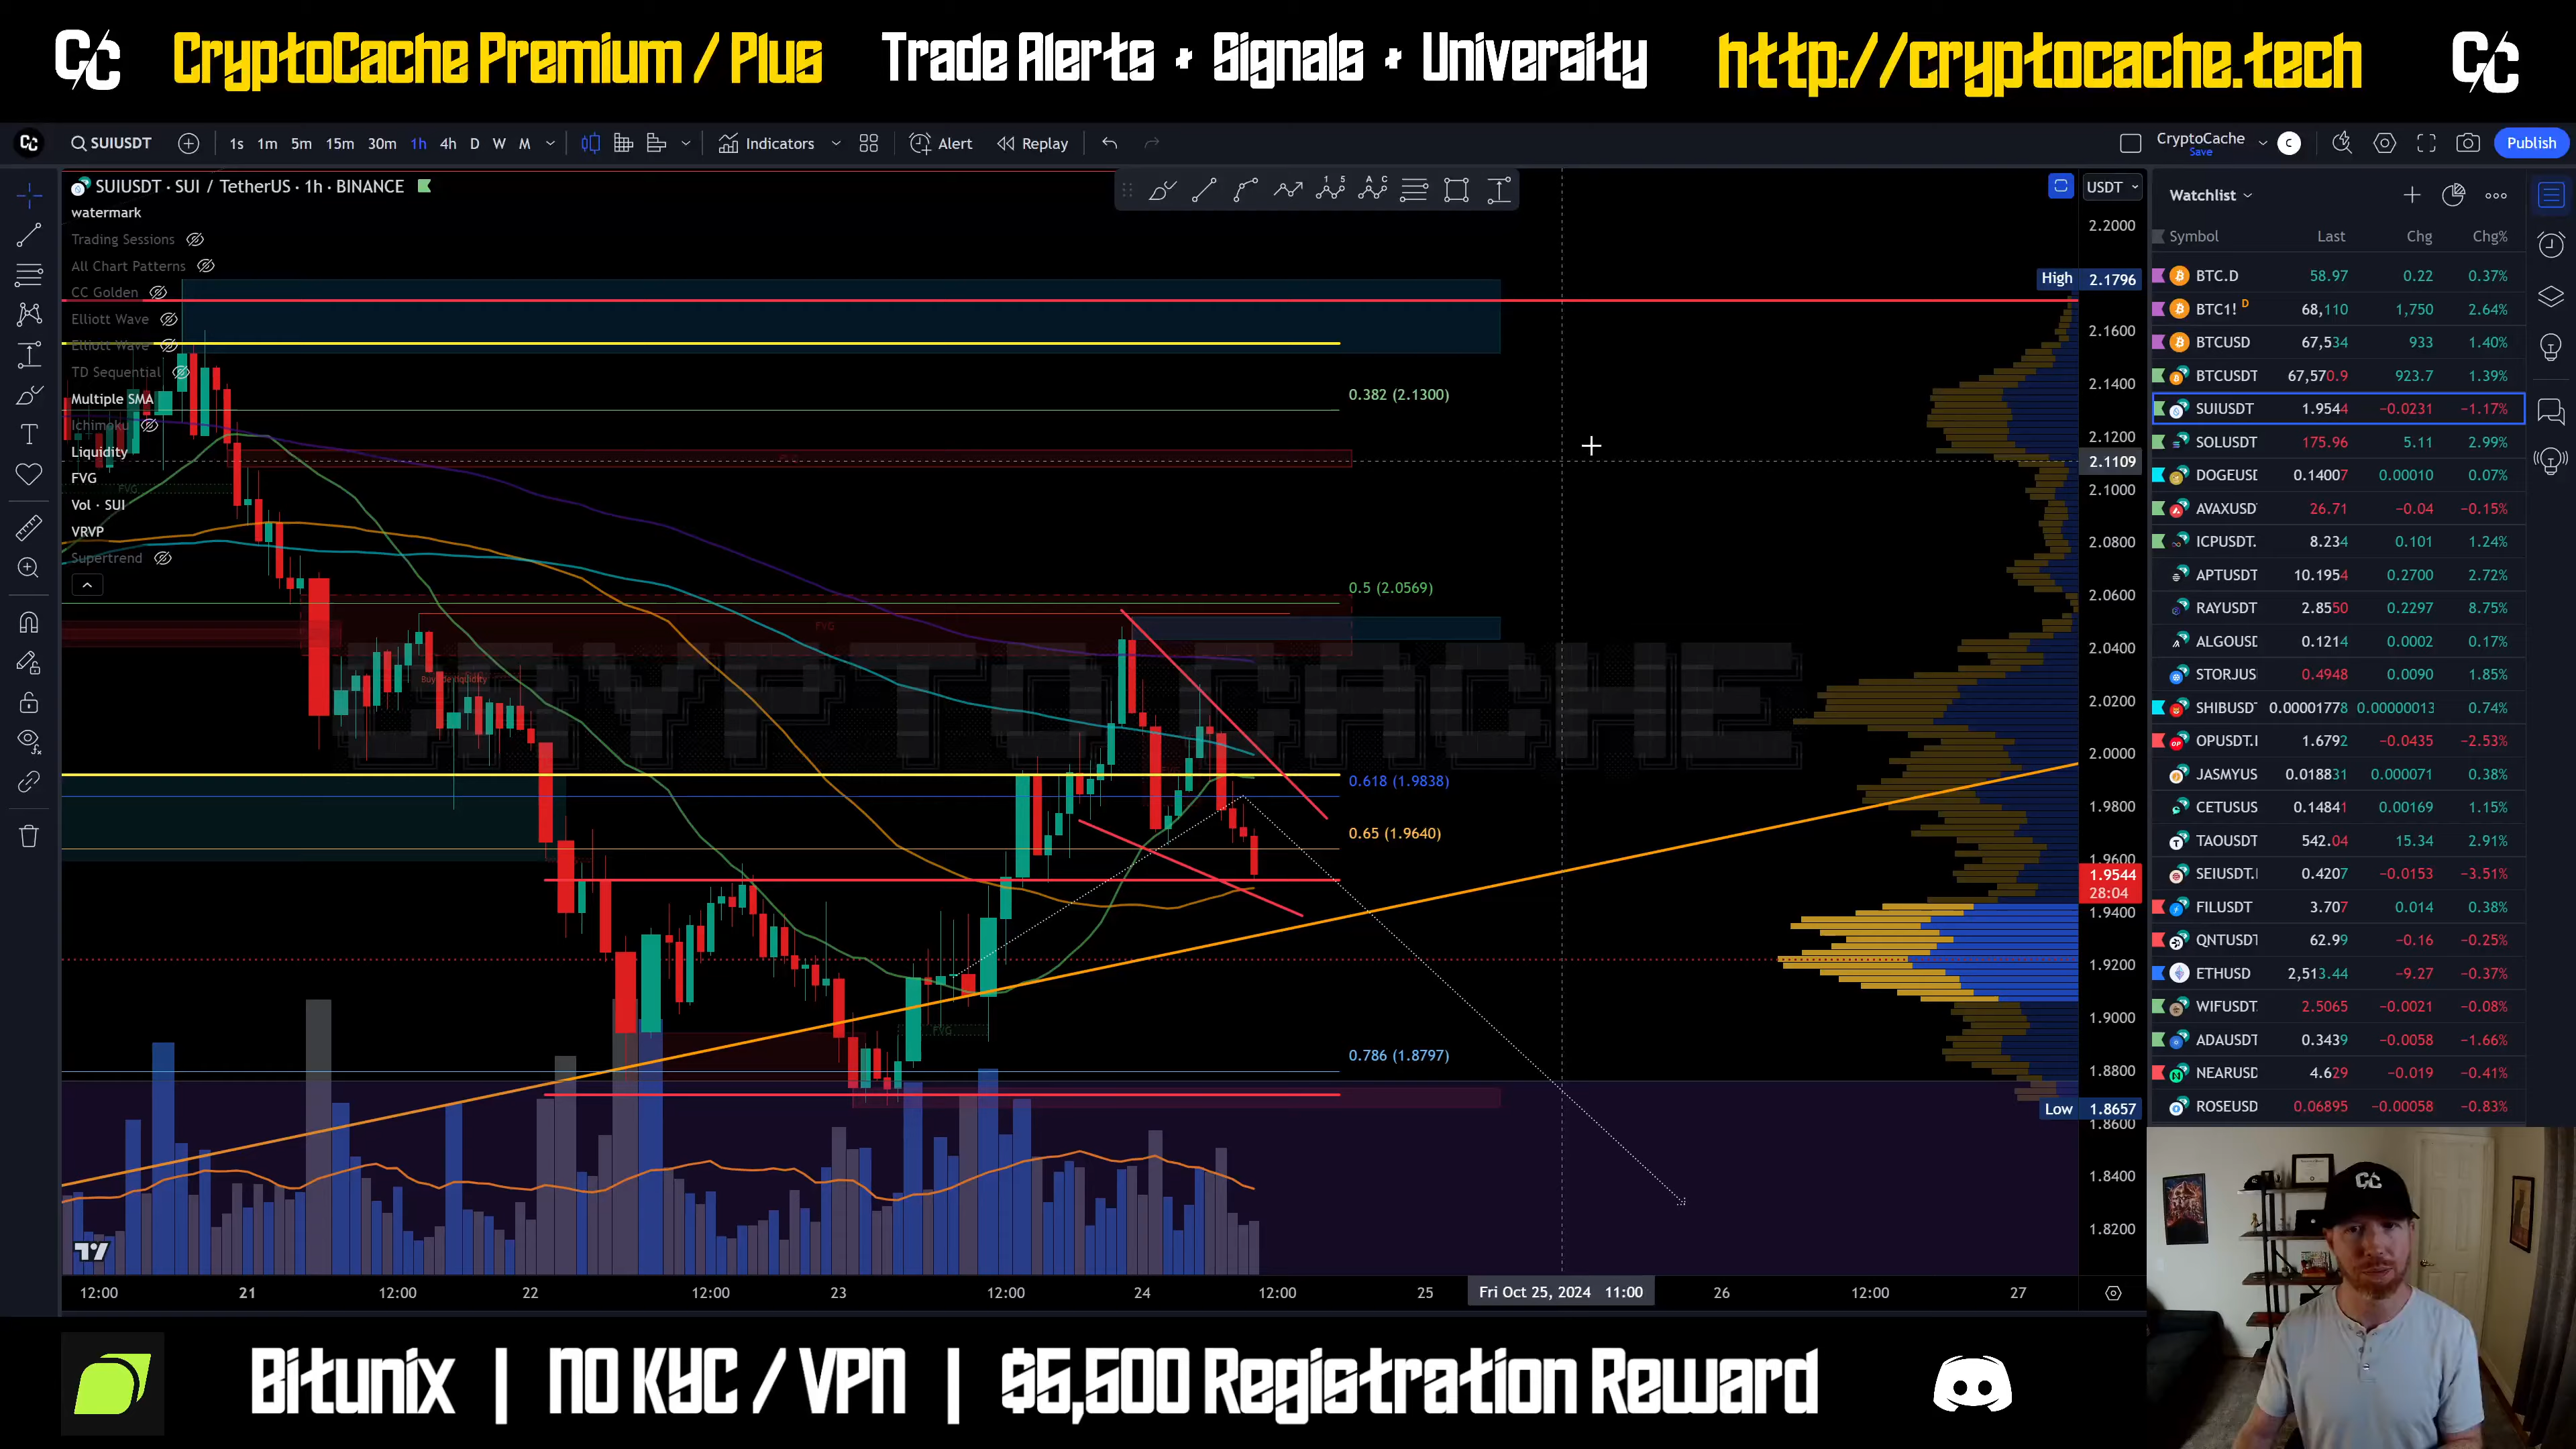 CC CryptoCache Premium / Plus Trade Alerts + Signals + University http://cryptocache.tech CC
CC SUIUSDT 1s 1m 5m 15m 30m 1h 4h D W M Indicators Alert Replay CryptoCache Save C Publish
SUIUSDT · SUI / TetherUS · 1h · BINANCE
watermark
Trading Sessions
All Chart Patterns
CC Golden
Elliott Wave
Elliott Wave
TD Sequential
Multiple SMA
Ichimoku
Liquidity
FVG
Vol · SUI
VRVP
Supertrend
FVG
0.382 (2.1300)
0.5 (2.0569)
FVG
Buyside liquidity
CRYPTO CACHE
0.618 (1.9838)
0.65 (1.9640)
FVG
0.786 (1.8797)
USDT
2.2000
High 2.1796
2.1600
2.1400
2.1200
2.1109
2.1000
2.0800
2.0600
2.0400
2.0200
2.0000
1.9800
1.9600
1.9544
28:04
1.9400
1.9200
1.9000
1.8800
Low 1.8657
1.8600
1.8400
1.8200
12:00 21 12:00 22 12:00 23 12:00 24 12:00 25 Fri Oct 25, 2024 11:00 26 12:00 27
Watchlist
Symbol Last Chg Chg%
BTC.D 58.97 0.22 0.37%
BTC1! D 68,110 1,750 2.64%
BTCUSD 67,534 933 1.40%
BTCUSDT 67,570.9 923.7 1.39%
SUIUSDT 1.9544 −0.0231 −1.17%
SOLUSDT 175.96 5.11 2.99%
DOGEUSD 0.14007 0.00010 0.07%
AVAXUSD 26.71 −0.04 −0.15%
ICPUSDT. 8.234 0.101 1.24%
APTUSDT 10.1954 0.2700 2.72%
RAYUSDT 2.8550 0.2297 8.75%
ALGOUSD 0.1214 0.0002 0.17%
STORJUS 0.4948 0.0090 1.85%
SHIBUSDT 0.00001778 0.00000013 0.74%
OPUSDT.I 1.6792 −0.0435 −2.53%
JASMYUS 0.018831 0.000071 0.38%
CETUSUS 0.14841 0.00169 1.15%
TAOUSDT 542.04 15.34 2.91%
SEIUSDT.I 0.4207 −0.0153 −3.51%
FILUSDT 3.707 0.014 0.38%
QNTUSDT 62.99 −0.16 −0.25%
ETHUSD 2,513.44 −9.27 −0.37%
WIFUSDT 2.5065 −0.0021 −0.08%
ADAUSDT 0.3439 −0.0058 −1.66%
NEARUSD 4.629 −0.019 −0.41%
ROSEUSD 0.06895 −0.00058 −0.83%
CC
Bitunix | NO KYC / VPN | $5,500 Registration Reward